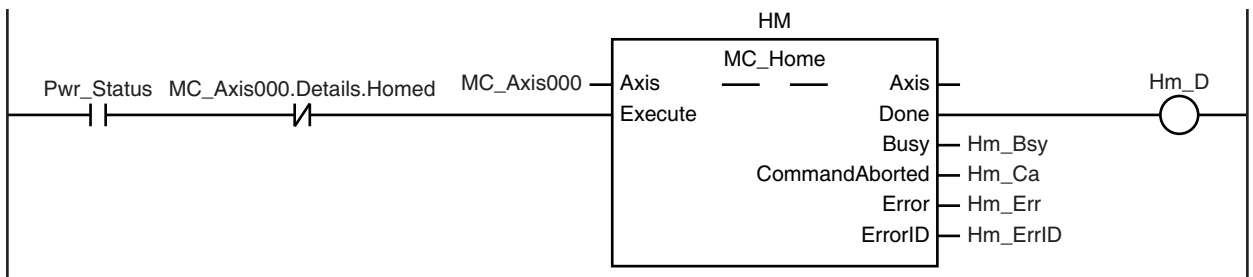 HM
MC_Home
Pwr_Status MC_Axis000.Details.Homed MC_Axis000 Axis Axis Hm_D
Execute Done
Busy Hm_Bsy
CommandAborted Hm_Ca
Error Hm_Err
ErrorID Hm_ErrID